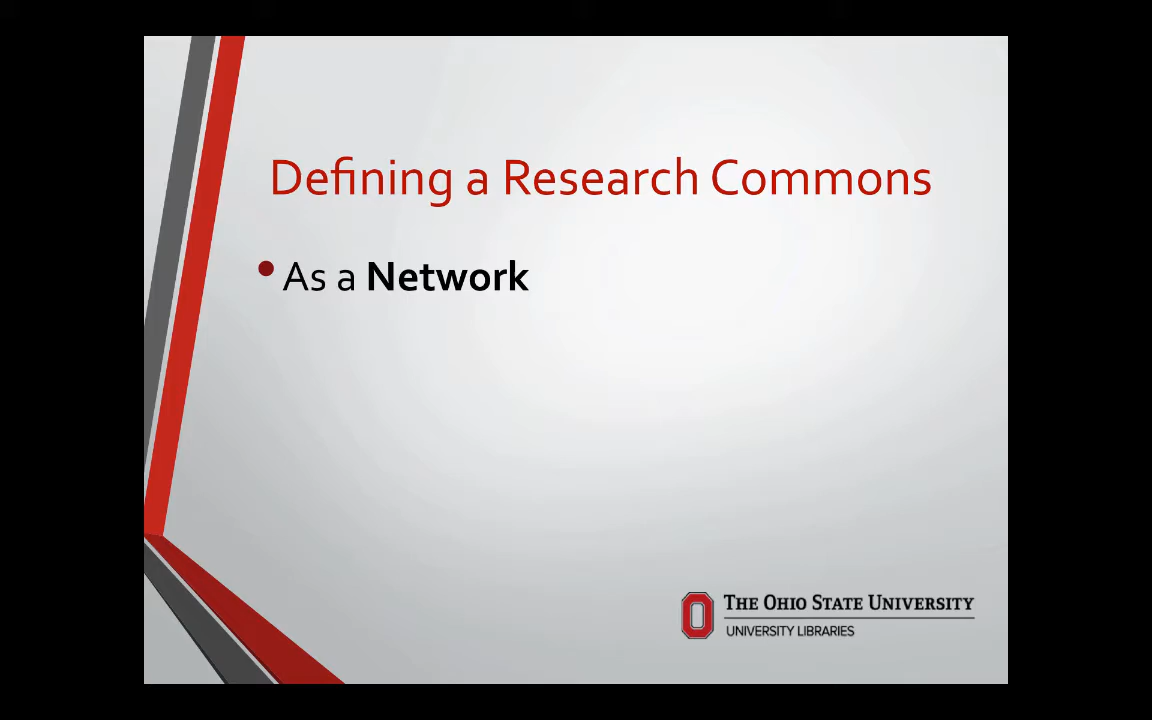 Defining a Research Commons
• As a Network
THE OHIO STATE UNIVERSITY
UNIVERSITY LIBRARIES